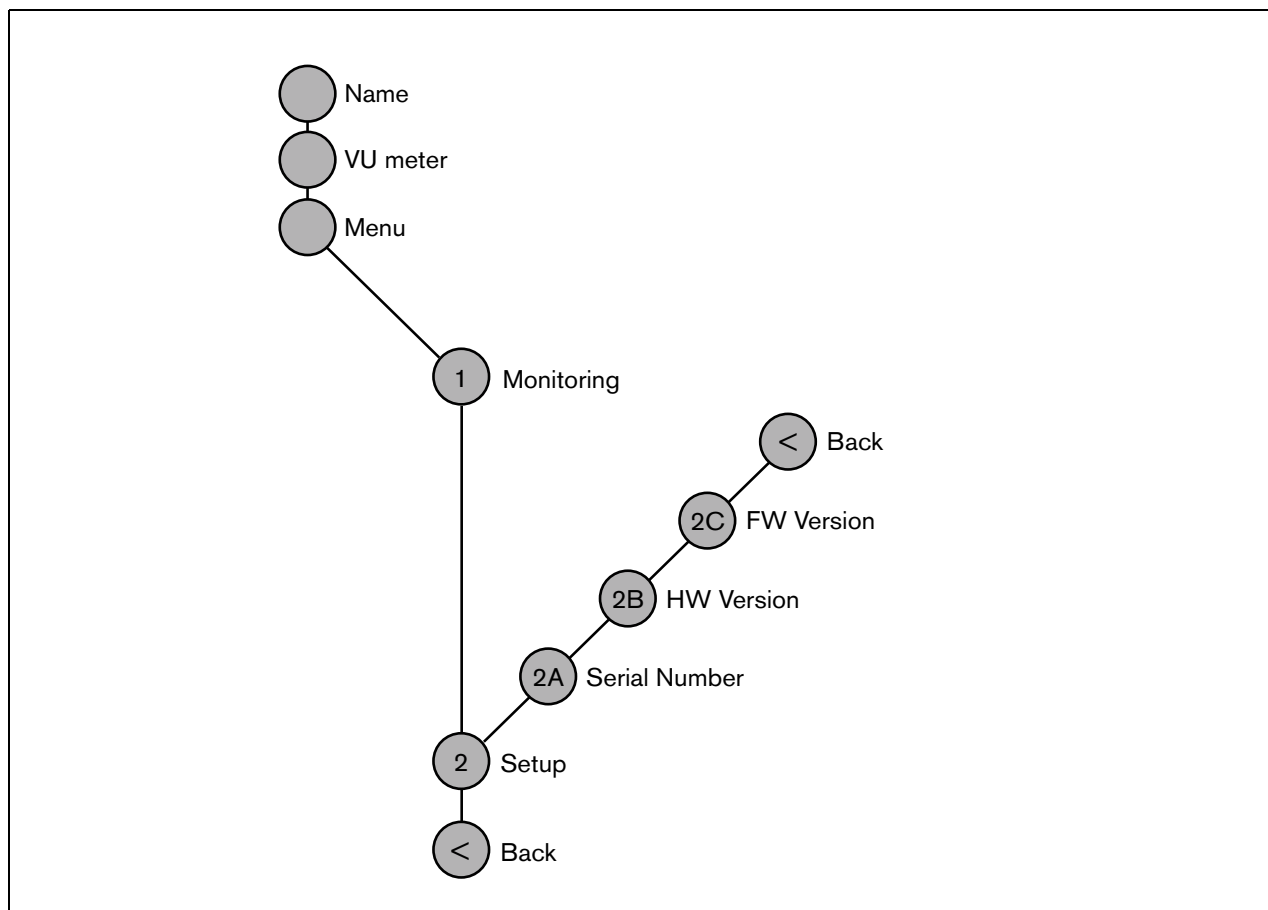 Name
VU meter
Menu
1 Monitoring
< Back
2C FW Version
2B HW Version
2A Serial Number
2 Setup
< Back